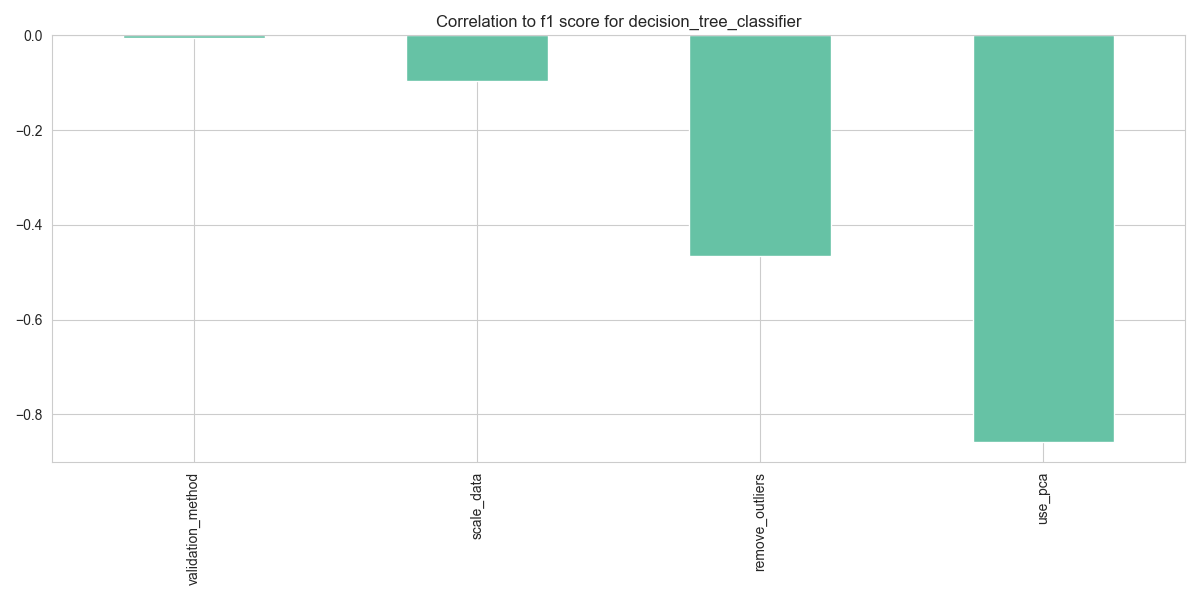 Correlation to f1 score for decision_tree_classifier
0.0
−0.2
−0.4
−0.6
−0.8
validation_method
scale_data
remove_outliers
use_pca